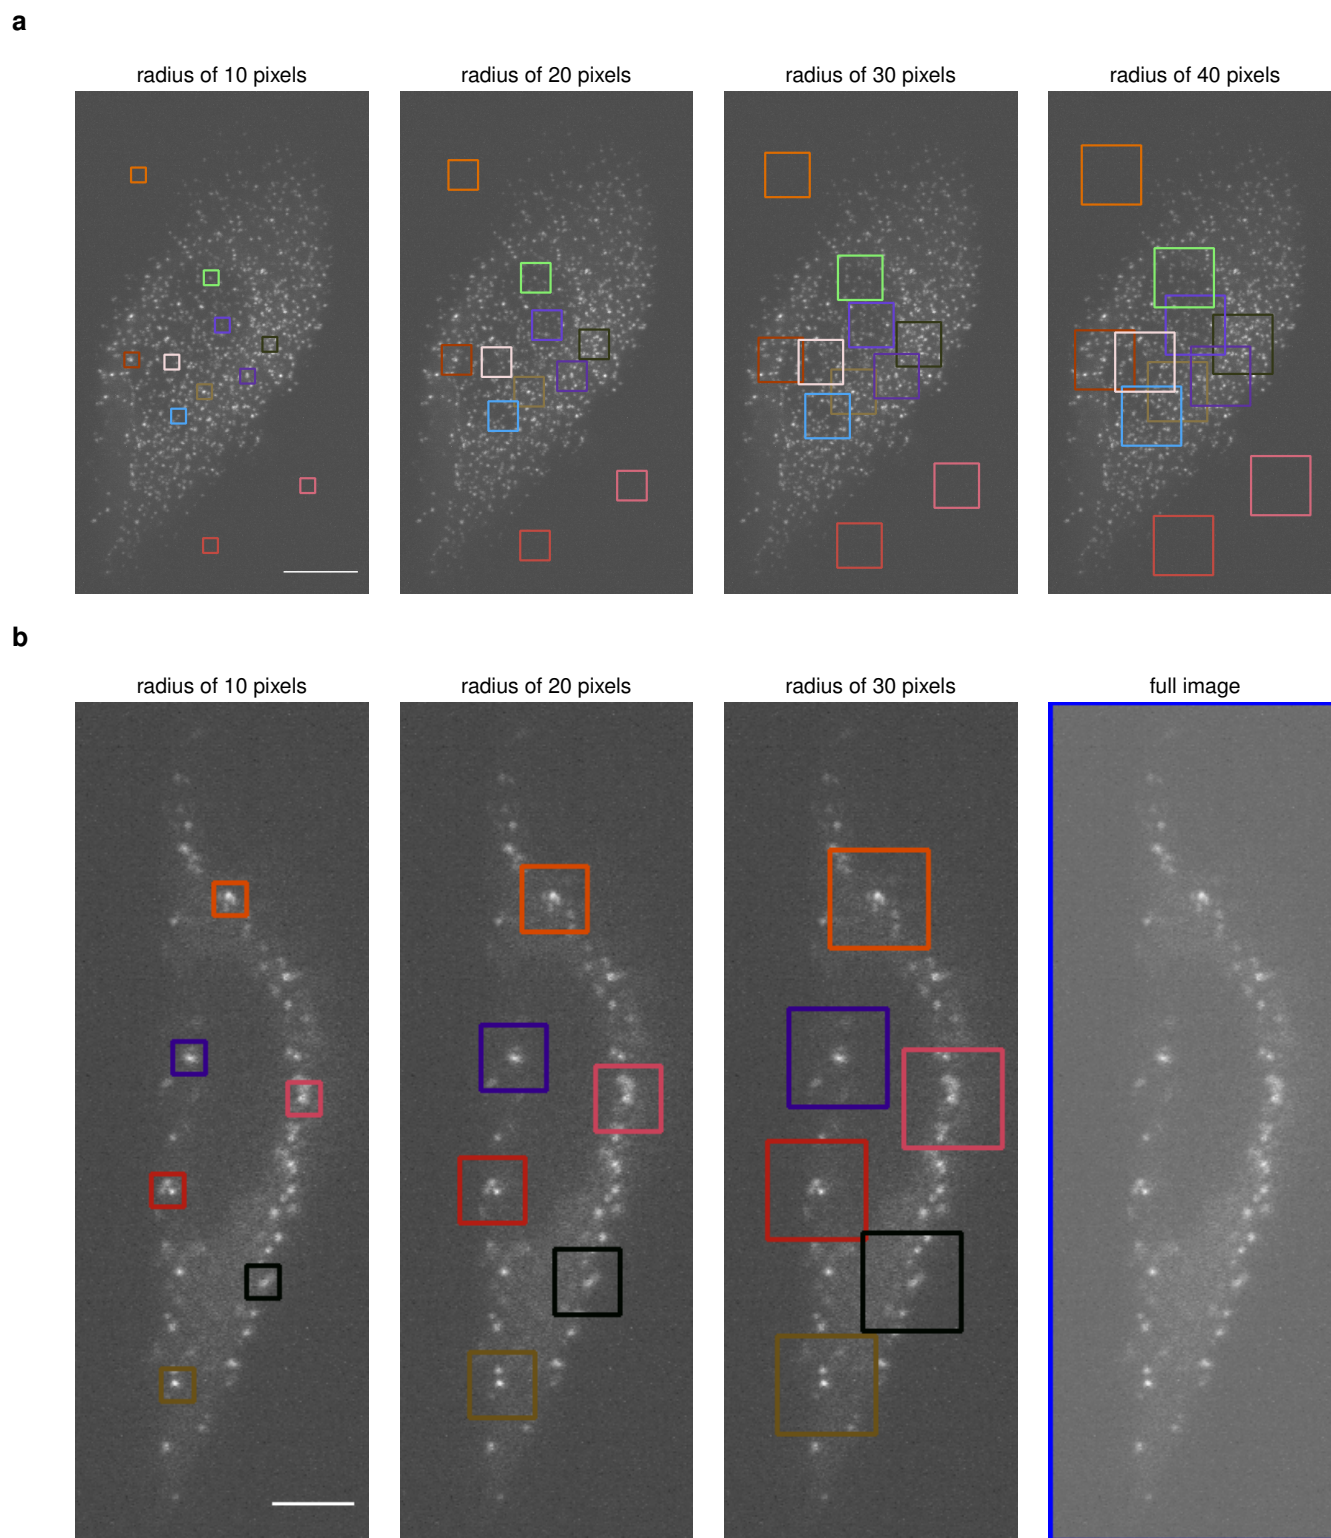 a
radius of 10 pixels
radius of 20 pixels
radius of 30 pixels
radius of 40 pixels
b
radius of 10 pixels
radius of 20 pixels
radius of 30 pixels
full image